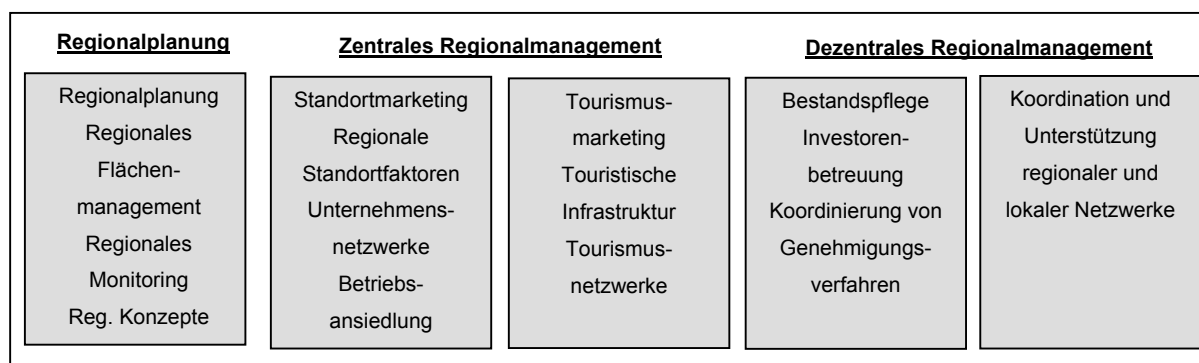 Regionalplanung
Regionalplanung
Regionales
Flächen-
management
Regionales
Monitoring
Reg. Konzepte
Zentrales Regionalmanagement
Standortmarketing
Regionale
Standortfaktoren
Unternehmens-
netzwerke
Betriebs-
ansiedlung
Tourismus-
marketing
Touristische
Infrastruktur
Tourismus-
netzwerke
Dezentrales Regionalmanagement
Bestandspflege
Investoren-
betreuung
Koordinierung von
Genehmigungs-
verfahren
Koordination und
Unterstützung
regionaler und
lokaler Netzwerke